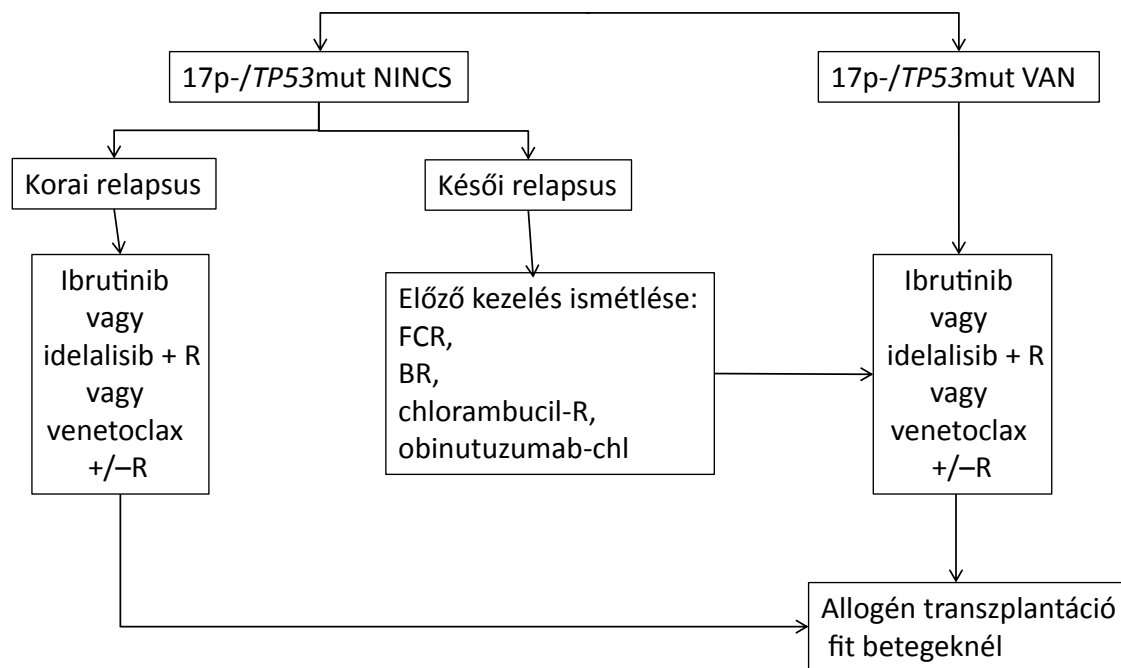 17p-/TP53mut NINCS
17p-/TP53mut VAN
Korai relapsus
Késői relapsus
Ibrutinib
vagy
idelalisib + R
vagy
venetoclax
+/–R
Előző kezelés ismétlése:
FCR,
BR,
chlorambucil-R,
obinutuzumab-chl
Ibrutinib
vagy
idelalisib + R
vagy
venetoclax
+/–R
Allogén transzplantáció
fit betegeknél